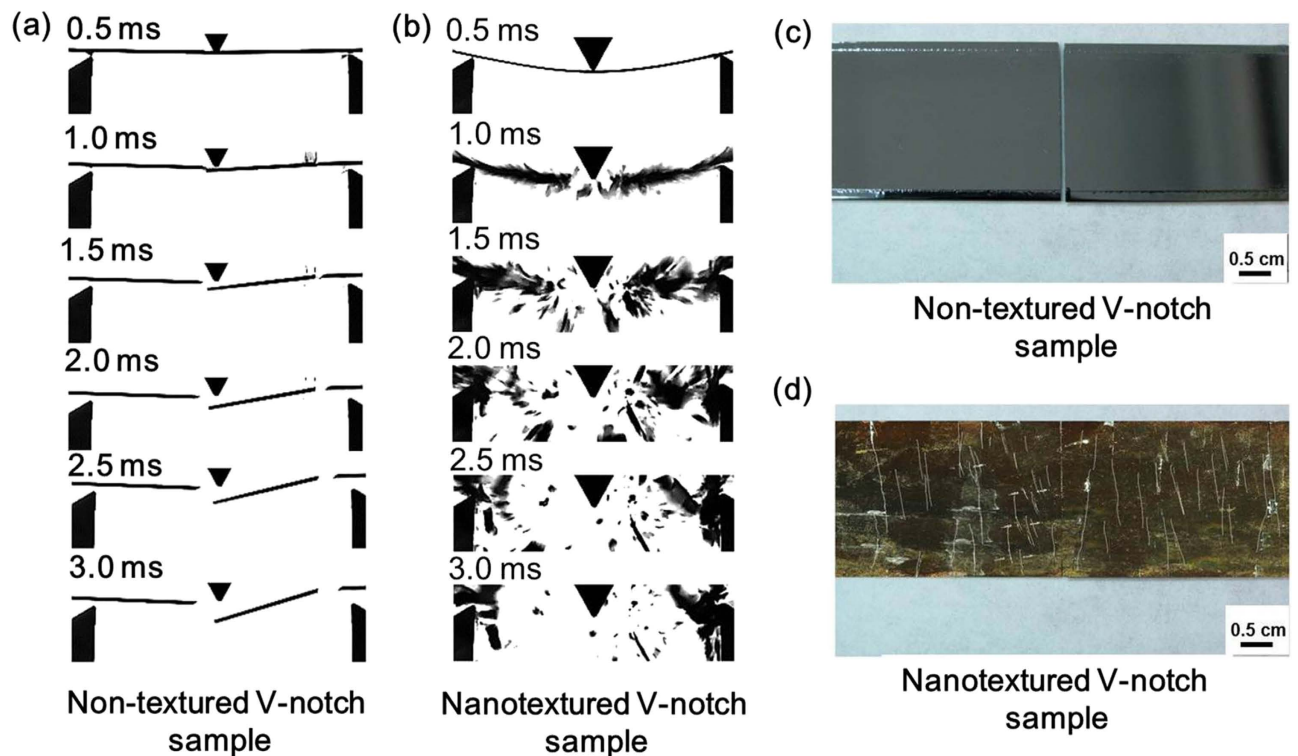 (a)
0.5 ms
1.0 ms
1.5 ms
2.0 ms
2.5 ms
3.0 ms
Non-textured V-notch
sample
(b)
0.5 ms
1.0 ms
1.5 ms
2.0 ms
2.5 ms
3.0 ms
Nanotextured V-notch
sample
(c)
0.5 cm
Non-textured V-notch
sample
(d)
0.5 cm
Nanotextured V-notch
sample